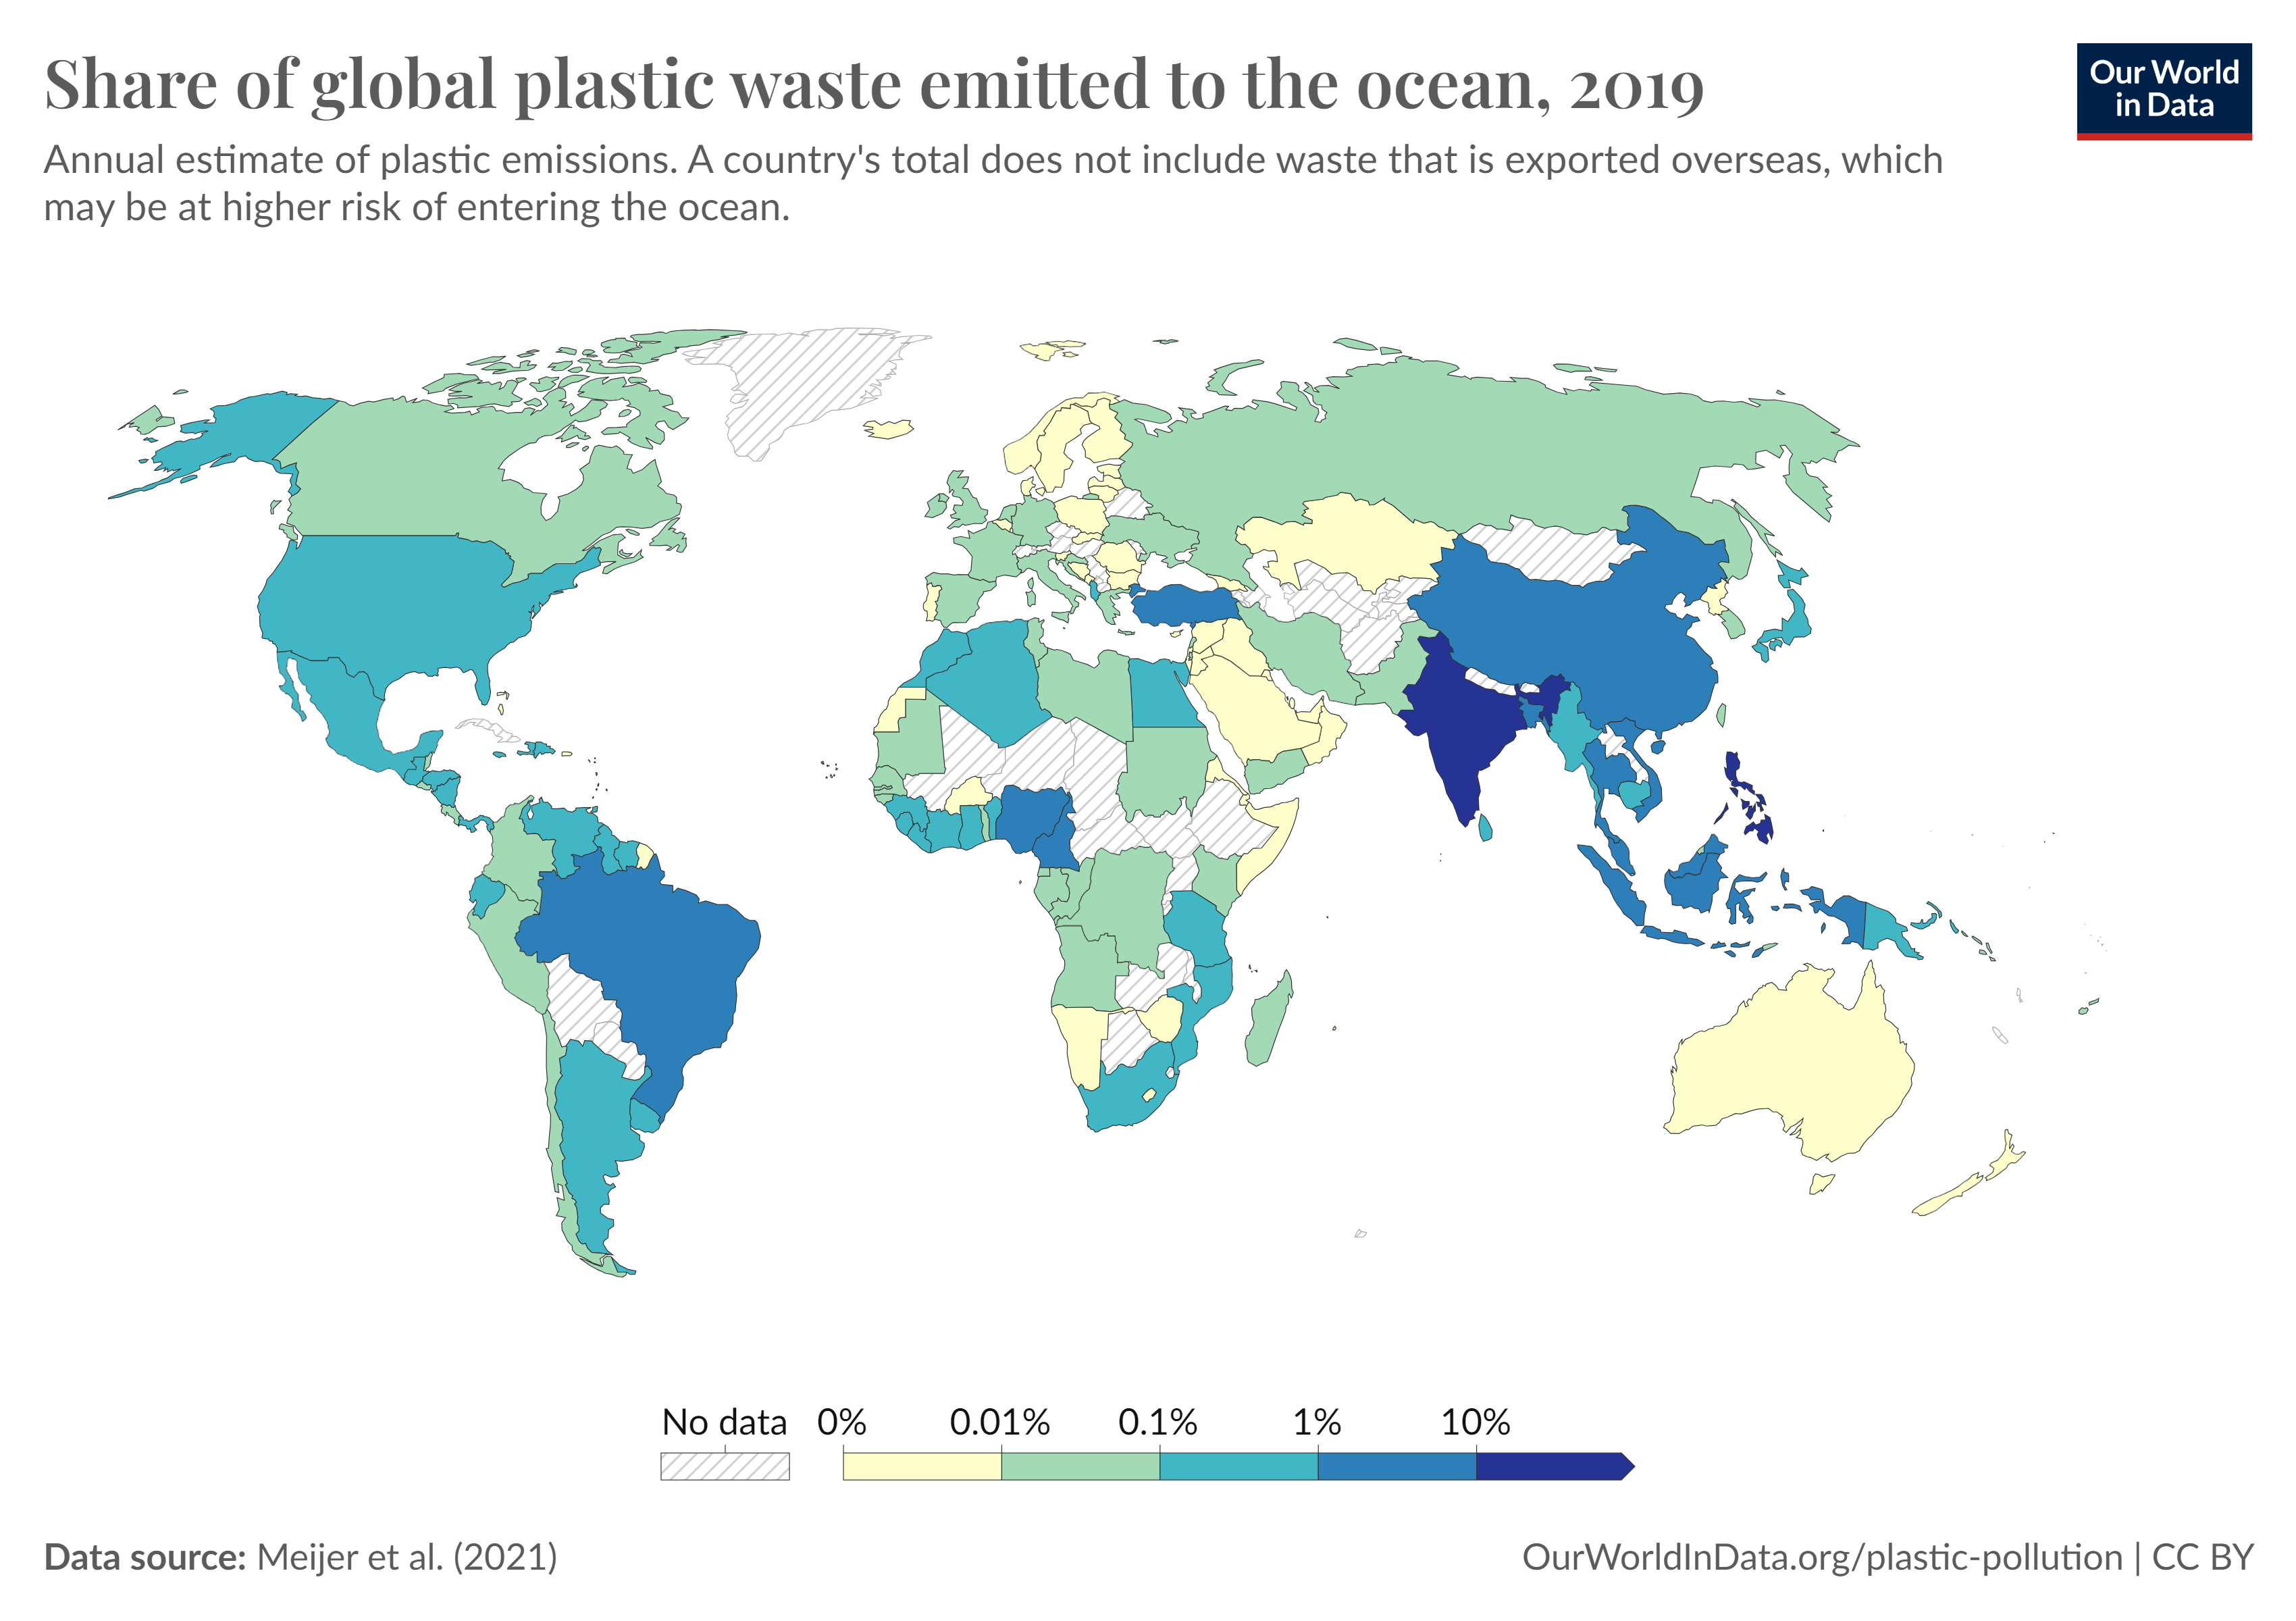 Share of global plastic waste emitted to the ocean, 2019
Our World
in Data
Annual estimate of plastic emissions. A country's total does not include waste that is exported overseas, which
may be at higher risk of entering the ocean.
No data 0% 0.01% 0.1% 1% 10%
Data source: Meijer et al. (2021)
OurWorldInData.org/plastic-pollution | CC BY